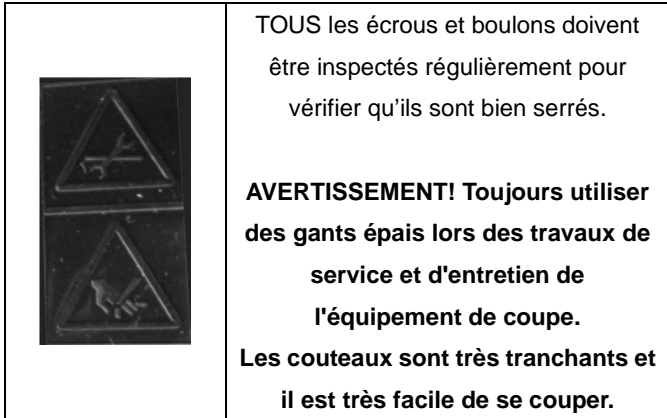 TOUS les écrous et boulons doivent
être inspectés régulièrement pour
vérifier qu’ils sont bien serrés.
AVERTISSEMENT! Toujours utiliser
des gants épais lors des travaux de
service et d'entretien de
l'équipement de coupe.
Les couteaux sont très tranchants et
il est très facile de se couper.